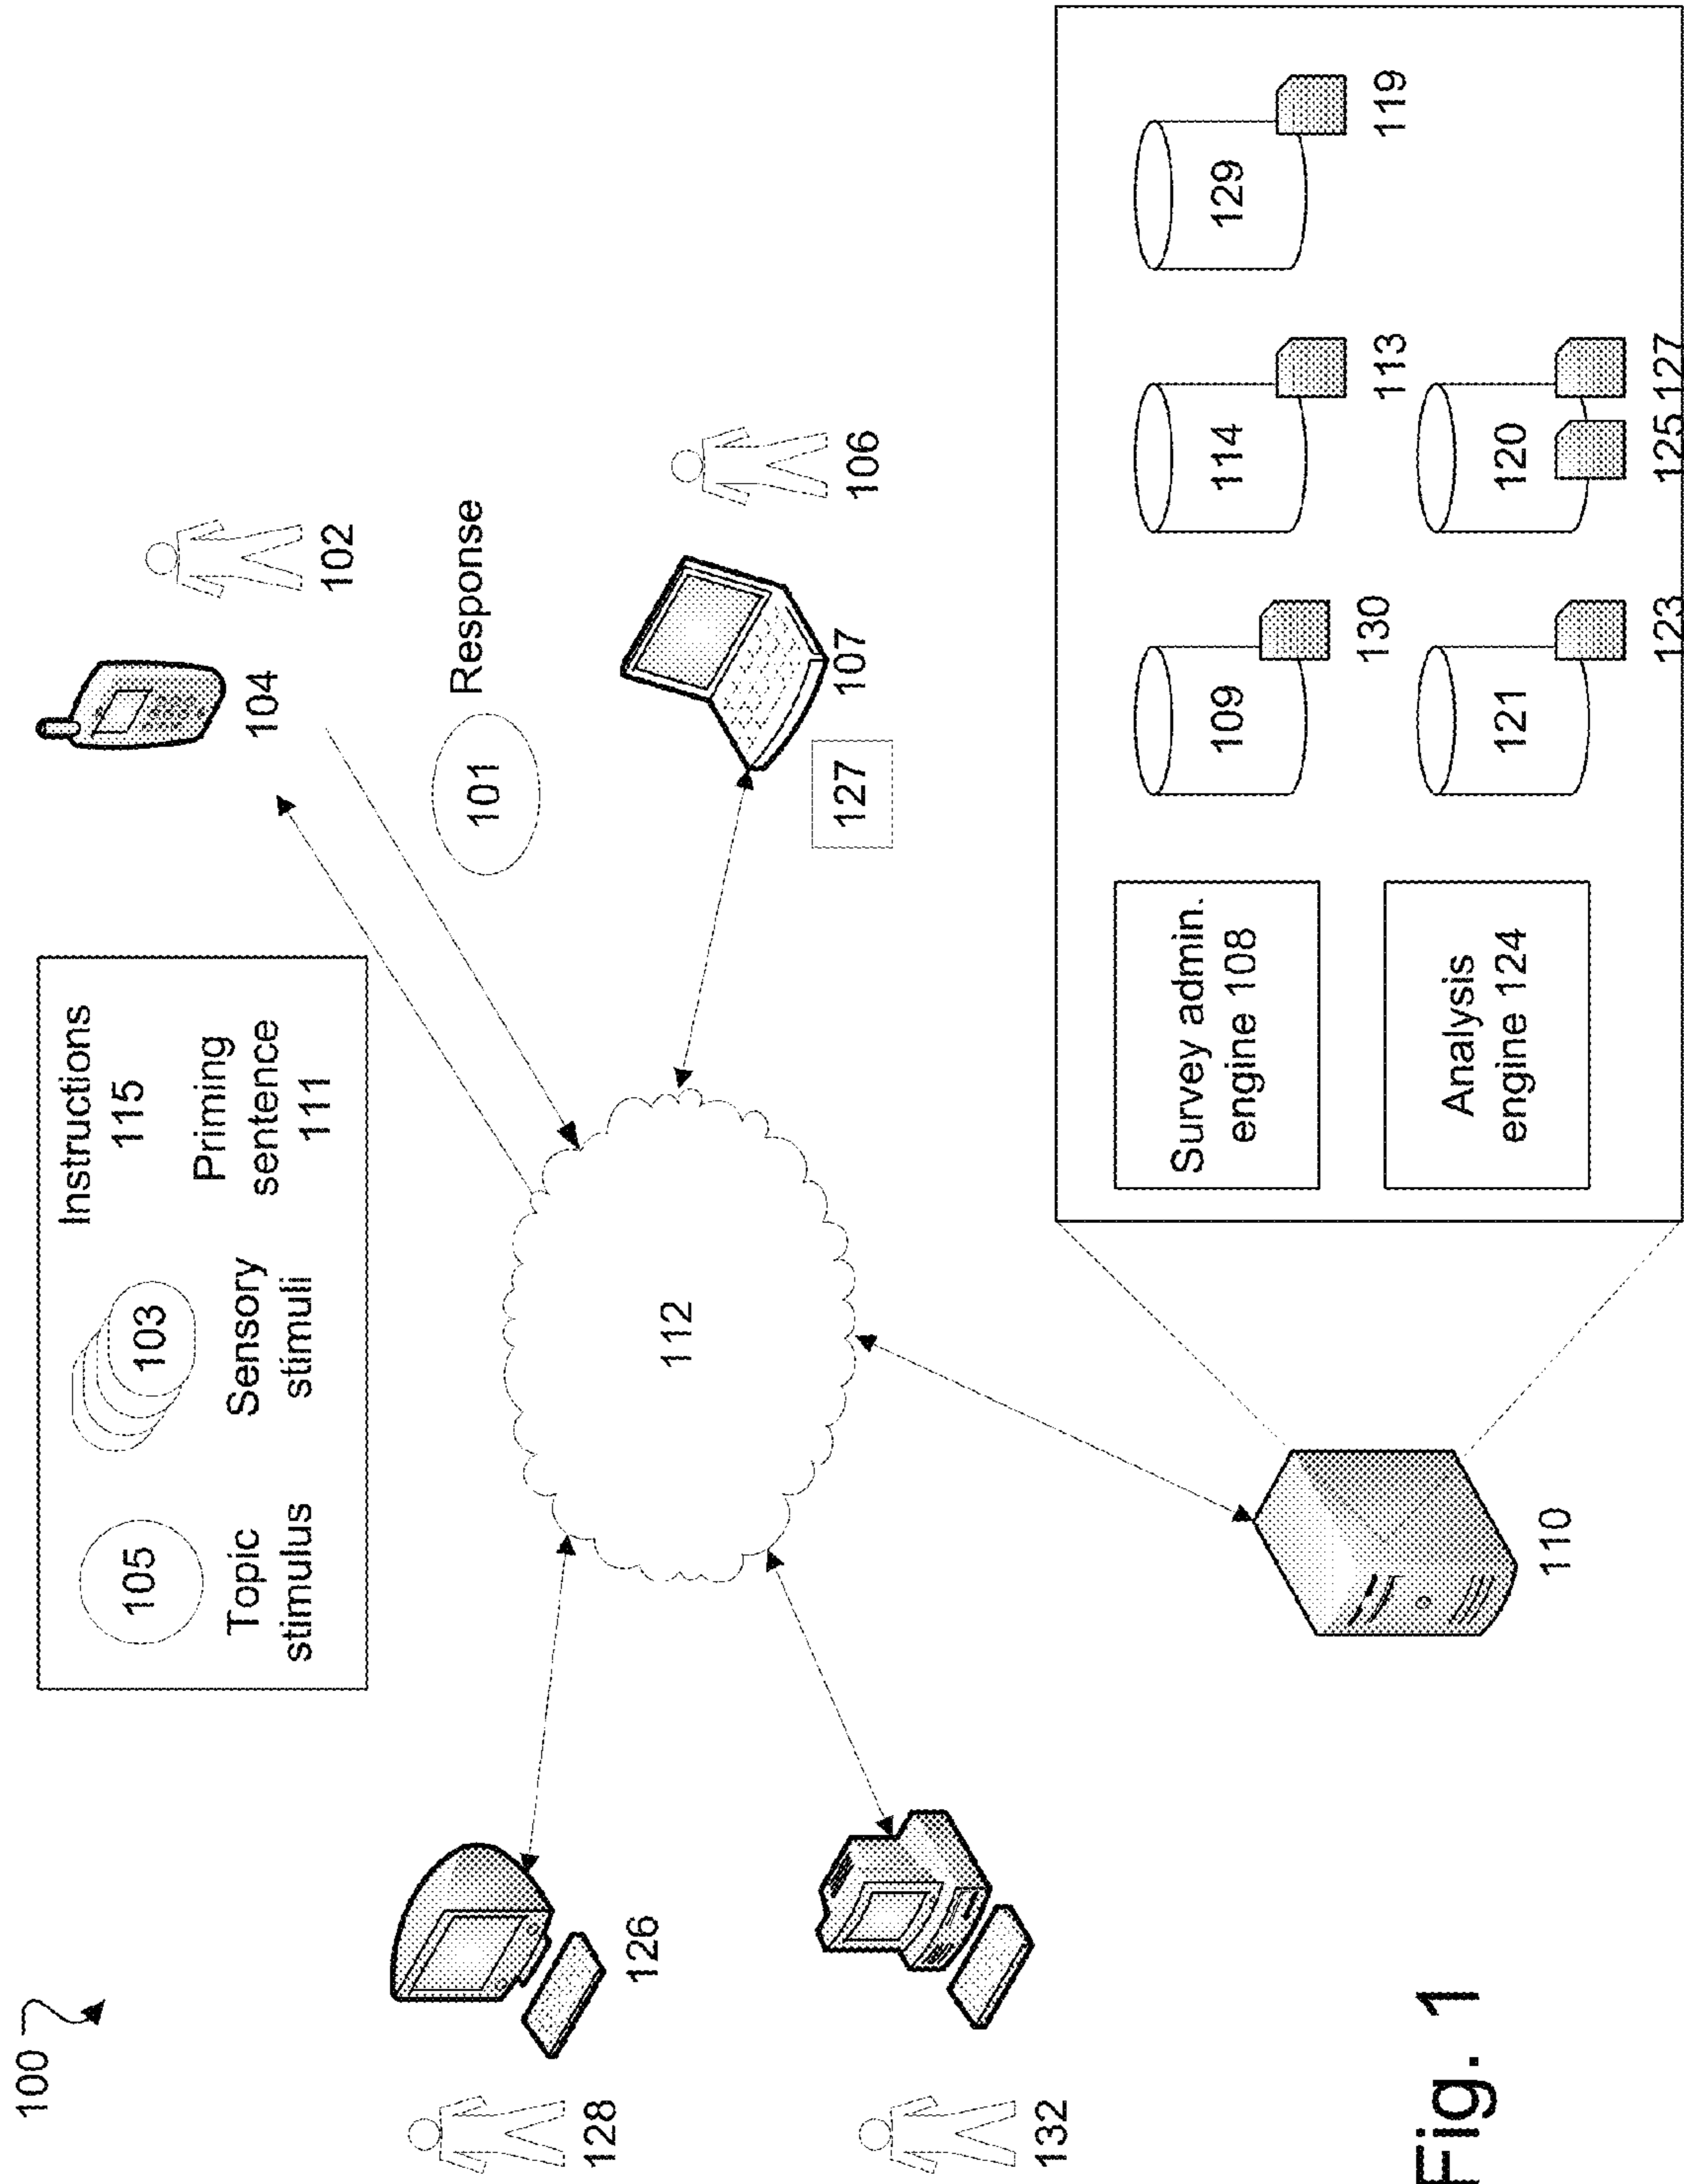 100
Instructions
115
105
103
Topic
stimulus
Sensory
stimuli
Priming
sentence
111
104
102
128
126
112
101
Response
106
107
127
132
110
Survey admin.
engine 108
Analysis
engine 124
109
130
114
113
129
119
121
123
120
125
127
Fig. 1